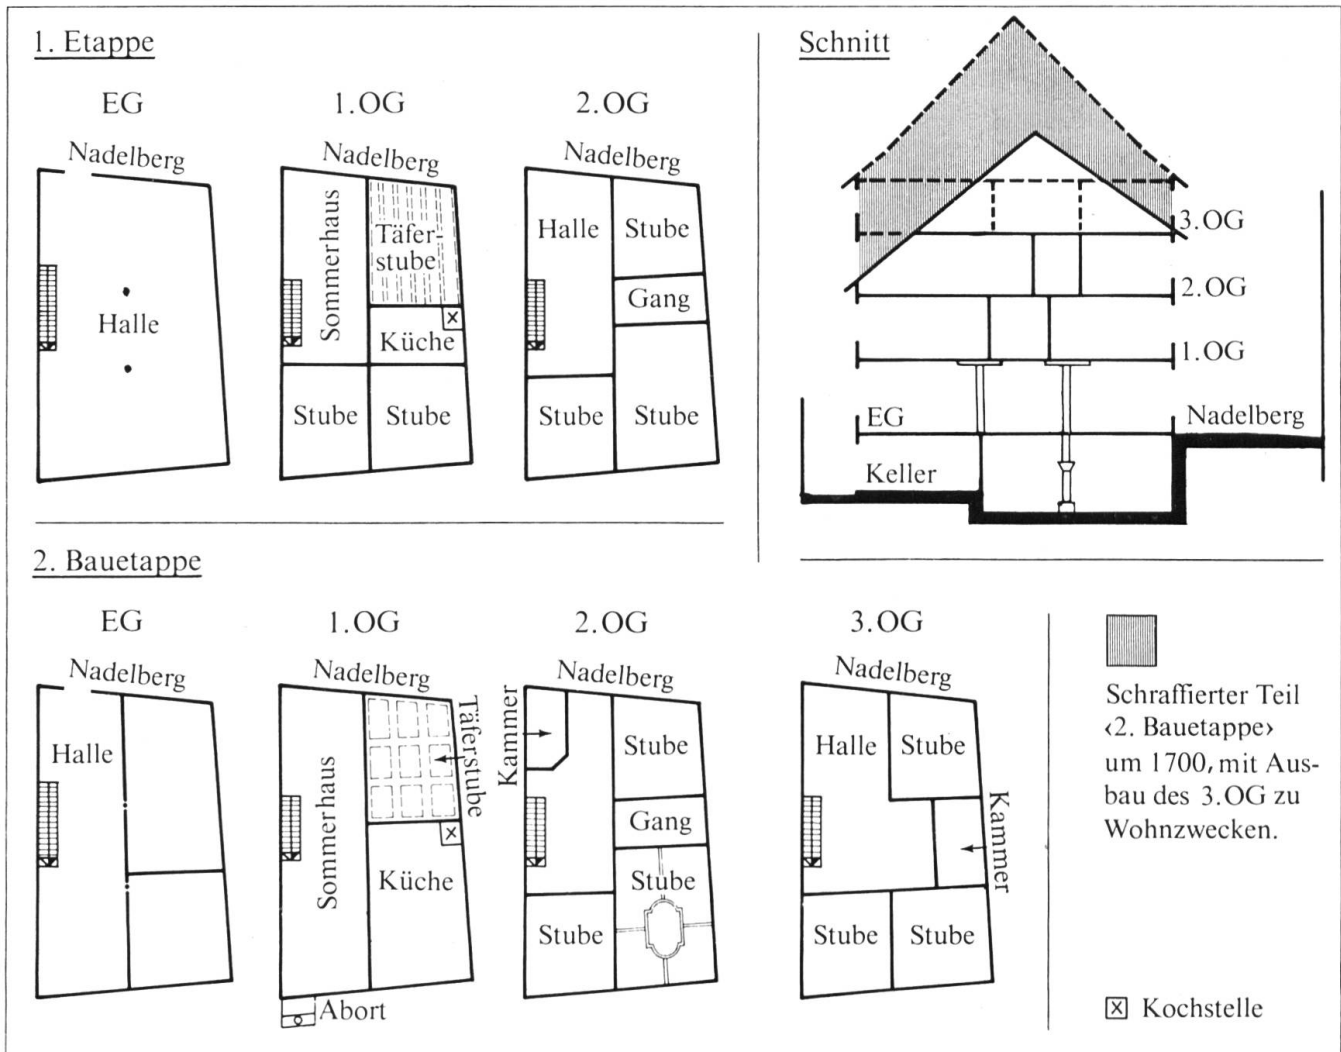 1. Etappe
EG
1.OG
2.OG
Nadelberg
Halle
Nadelberg
Sommerhaus
Täfer-
stube
Küche
Stube
Stube
Nadelberg
Halle
Stube
Gang
Stube
Stube
Schnitt
3.OG
2.OG
1.OG
EG
Nadelberg
Keller
2. Bauetappe
EG
1.OG
2.OG
3.OG
Nadelberg
Halle
Nadelberg
Sommerhaus
Täferstube
Küche
Abort
Kammer
Stube
Gang
Stube
Stube
Nadelberg
Halle
Stube
Kammer
Stube
Stube
Schraffierter Teil
‹2. Bauetappe›
um 1700, mit Aus-
bau des 3.OG zu
Wohnzwecken.
Kochstelle